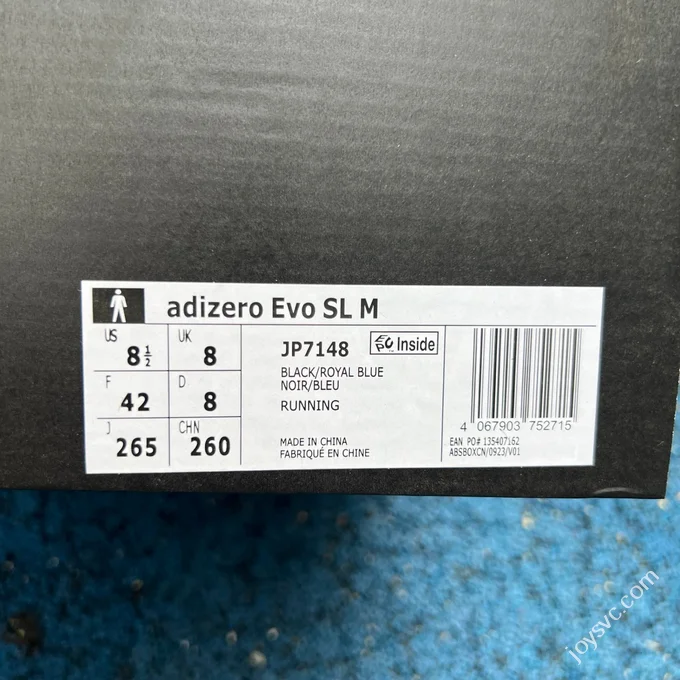 adizero Evo SL M
US 8½ UK 8
F 42 D 8
J 265 CHN 260
JP7148 EPC Inside
BLACK/ROYAL BLUE
NOIR/BLEU
RUNNING
MADE IN CHINA
FABRIQUÉ EN CHINE
4 067903 752715
EAN PO# 135407162
ABSBOXCN/0923/V01
joysvc.com